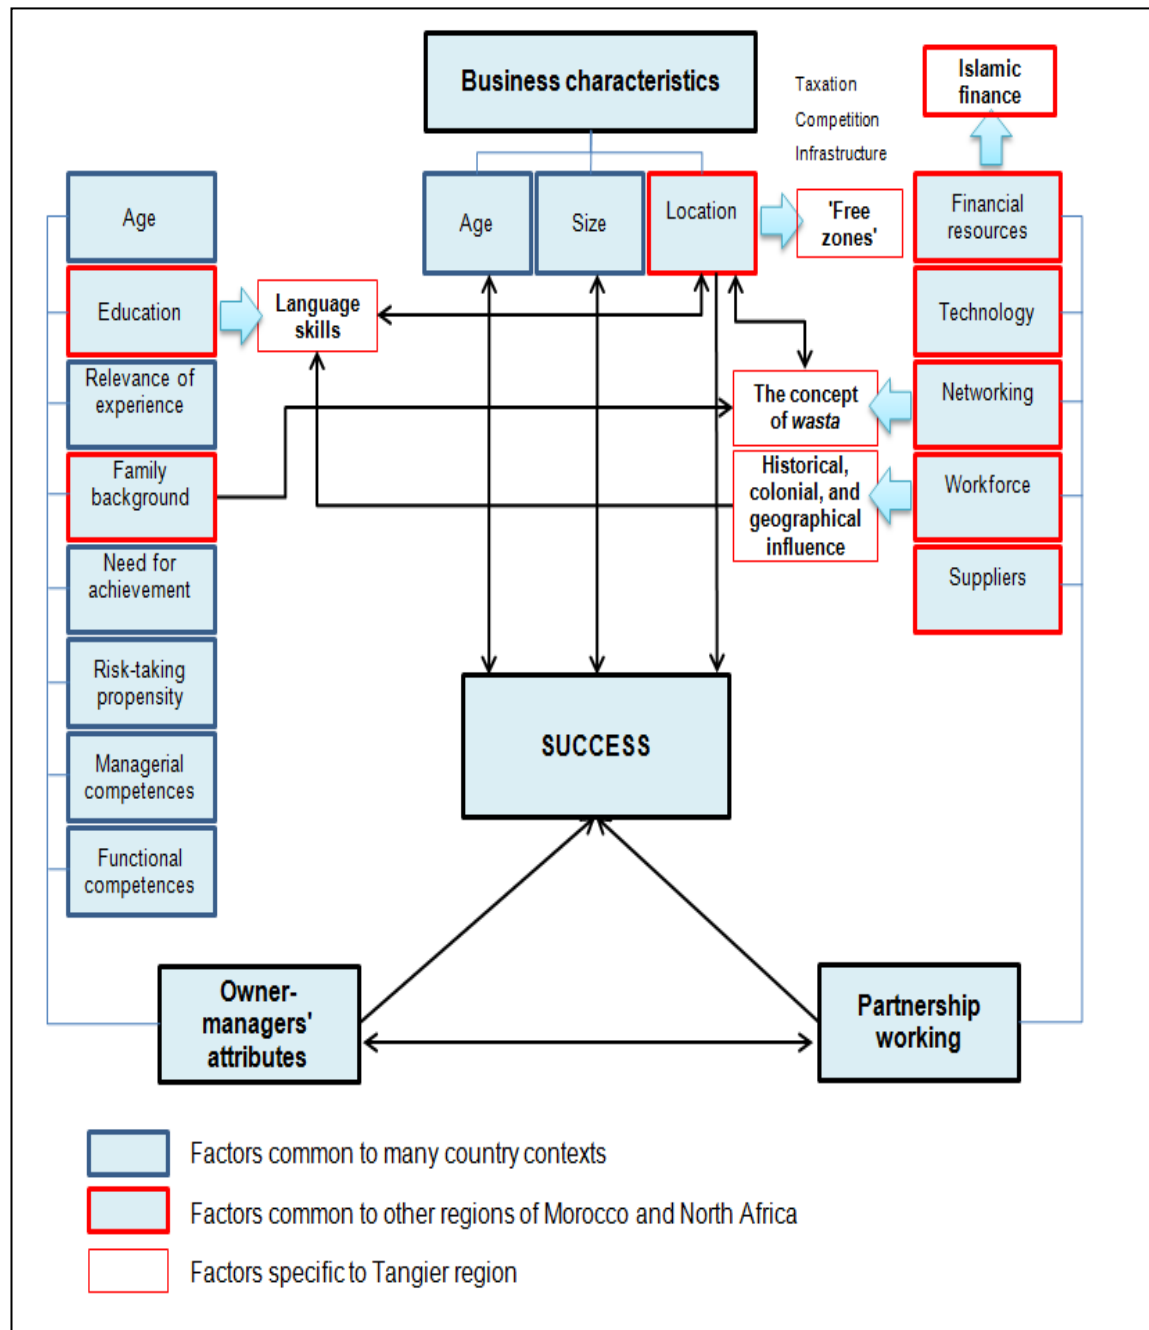 Business characteristics
Taxation
Competition
Infrastructure
Islamic
finance
Age
Education
Relevance of
experience
Family
background
Need for
achievement
Risk-taking
propensity
Managerial
competences
Functional
competences
Language
skills
Age
Size
Location
'Free
zones'
Financial
resources
Technology
Networking
Workforce
Suppliers
The concept
of wasta
Historical,
colonial, and
geographical
influence
SUCCESS
Owner-
managers'
attributes
Partnership
working
Factors common to many country contexts
Factors common to other regions of Morocco and North Africa
Factors specific to Tangier region